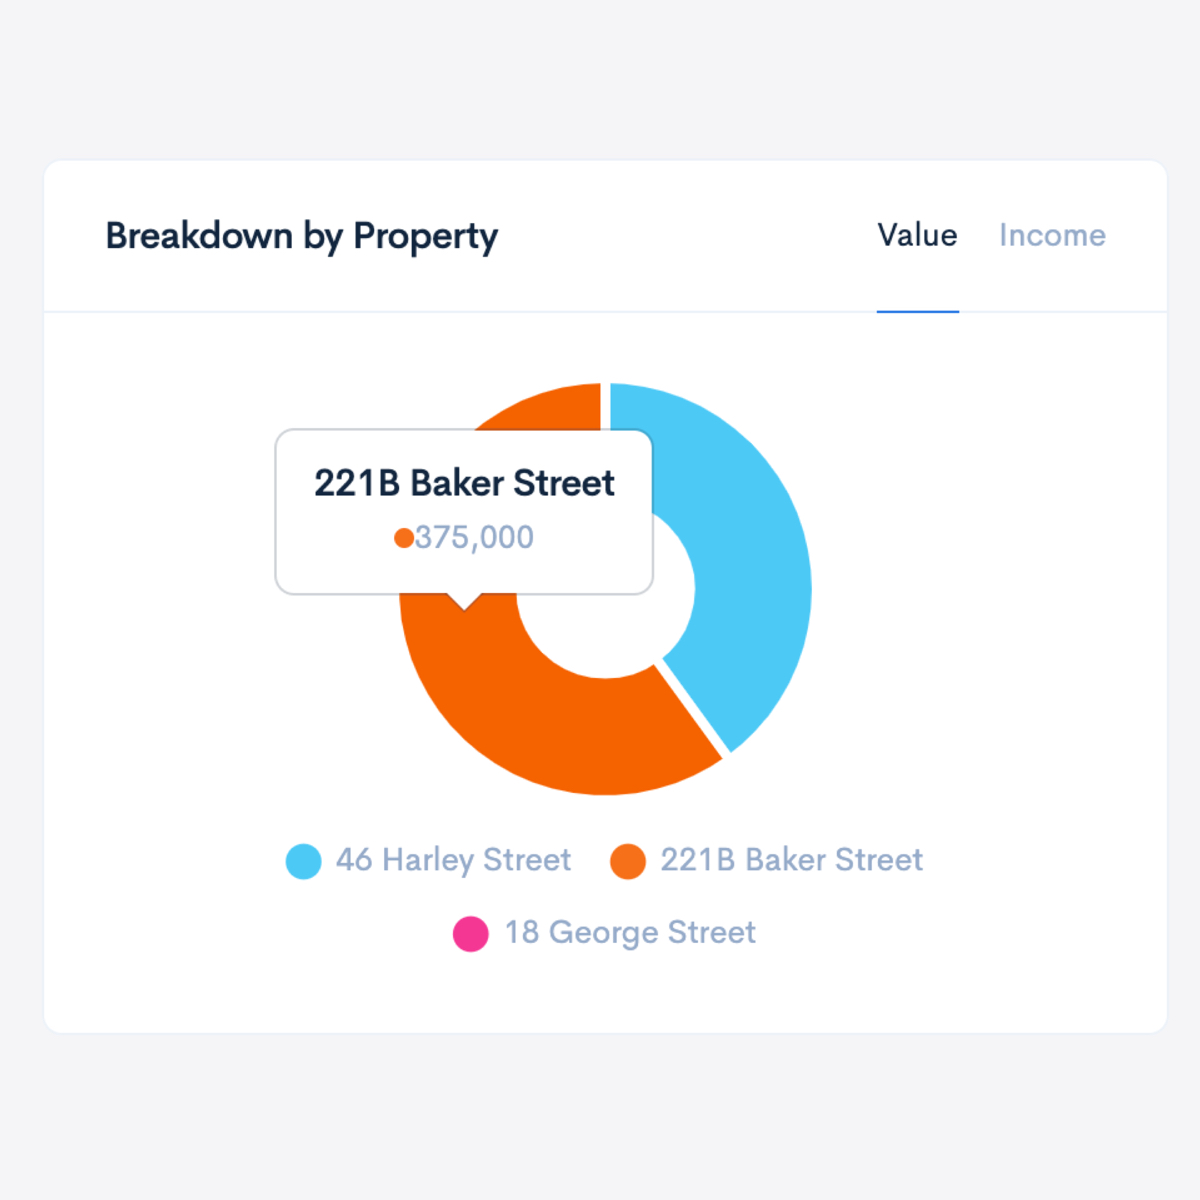 Breakdown by Property
Value
Income
221B Baker Street
375,000
46 Harley Street
221B Baker Street
18 George Street